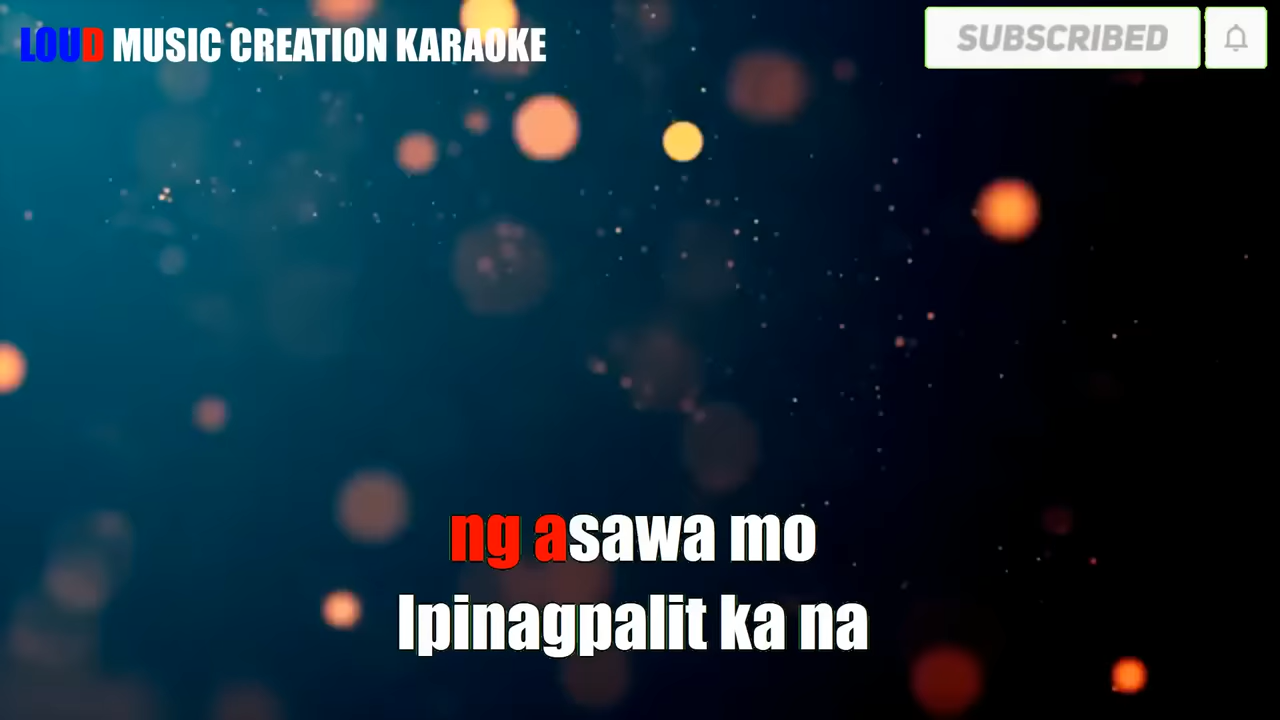 LOUD MUSIC CREATION KARAOKE
SUBSCRIBED
ng asawa mo
Ipinagpalit ka na